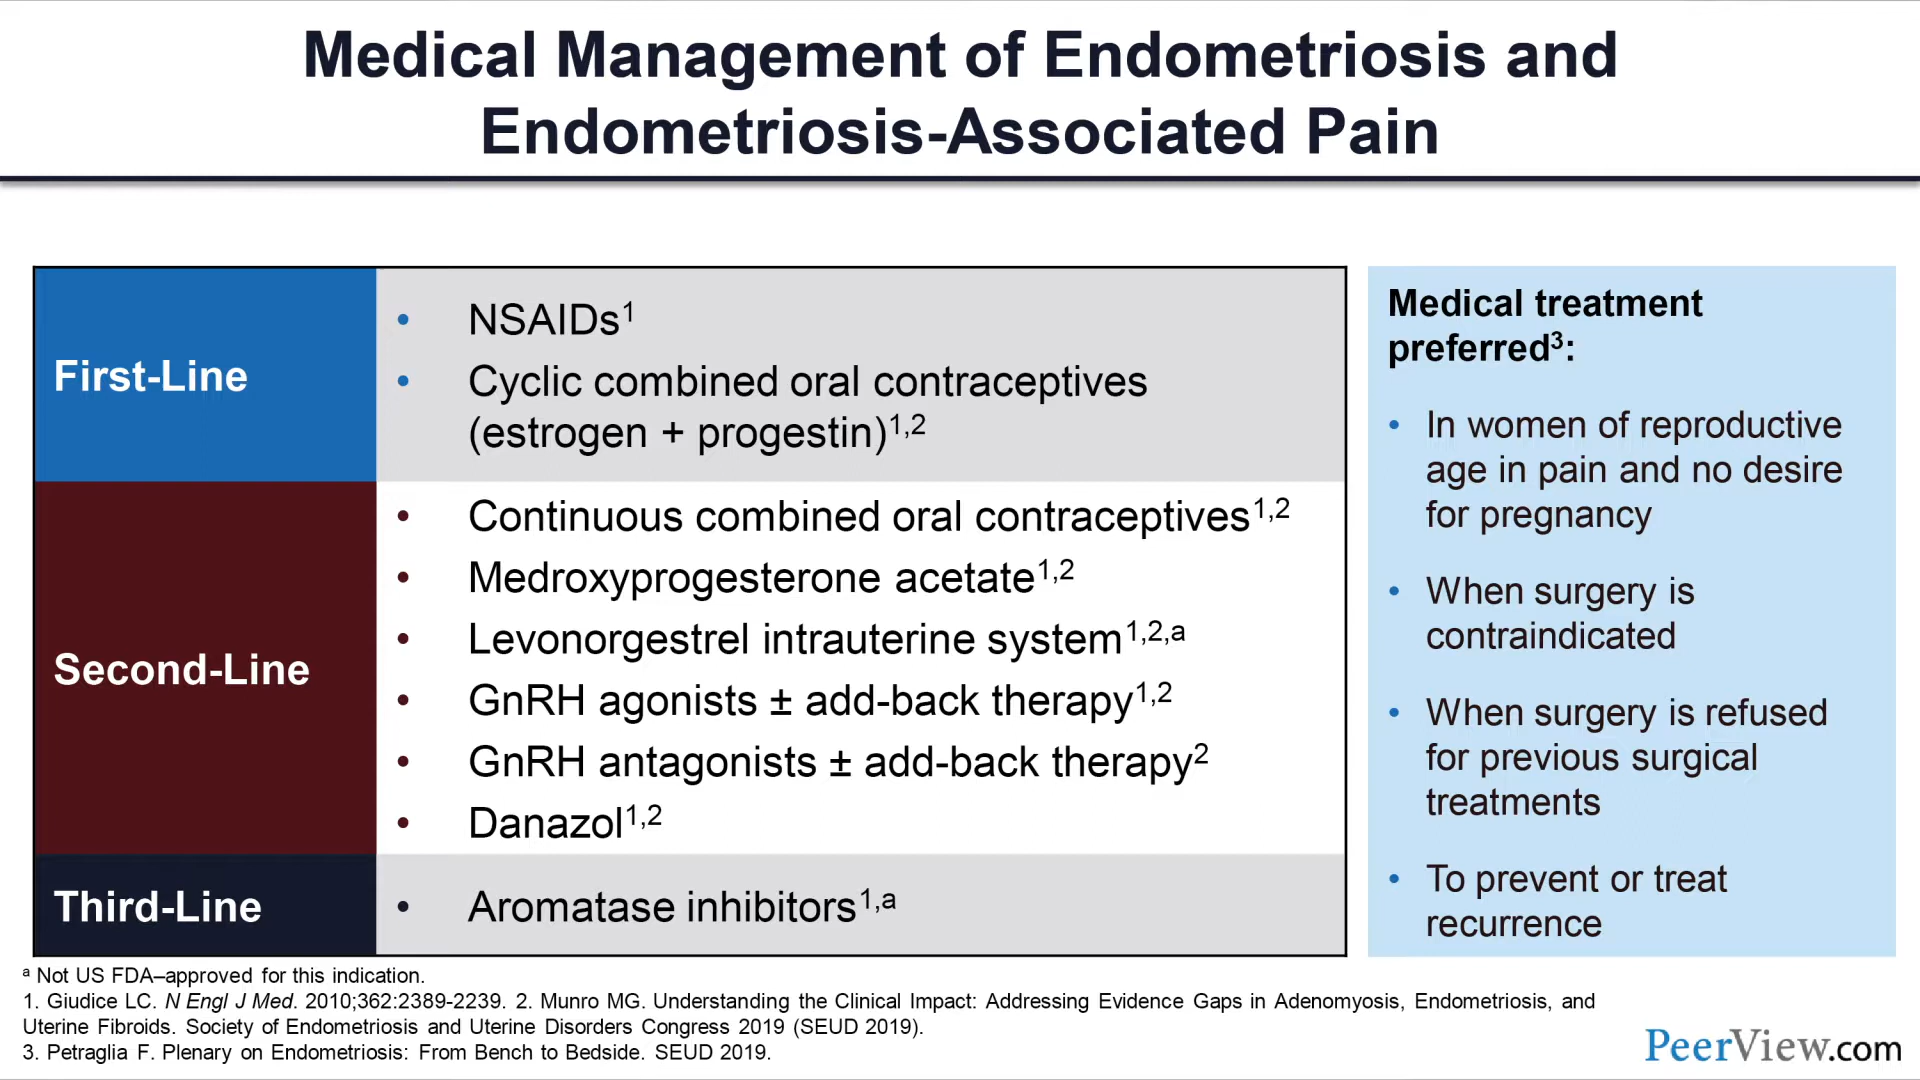 Medical Management of Endometriosis and
Endometriosis-Associated Pain
First-Line
• NSAIDs¹
• Cyclic combined oral contraceptives
(estrogen + progestin)¹,²
Second-Line
• Continuous combined oral contraceptives¹,²
• Medroxyprogesterone acetate¹,²
• Levonorgestrel intrauterine system¹,²,ᵃ
• GnRH agonists ± add-back therapy¹,²
• GnRH antagonists ± add-back therapy²
• Danazol¹,²
Third-Line
• Aromatase inhibitors¹,ᵃ
Medical treatment
preferred³:
• In women of reproductive
age in pain and no desire
for pregnancy
• When surgery is
contraindicated
• When surgery is refused
for previous surgical
treatments
• To prevent or treat
recurrence
ᵃ Not US FDA–approved for this indication.
1. Giudice LC. N Engl J Med. 2010;362:2389-2239. 2. Munro MG. Understanding the Clinical Impact: Addressing Evidence Gaps in Adenomyosis, Endometriosis, and
Uterine Fibroids. Society of Endometriosis and Uterine Disorders Congress 2019 (SEUD 2019).
3. Petraglia F. Plenary on Endometriosis: From Bench to Bedside. SEUD 2019.
PeerView.com